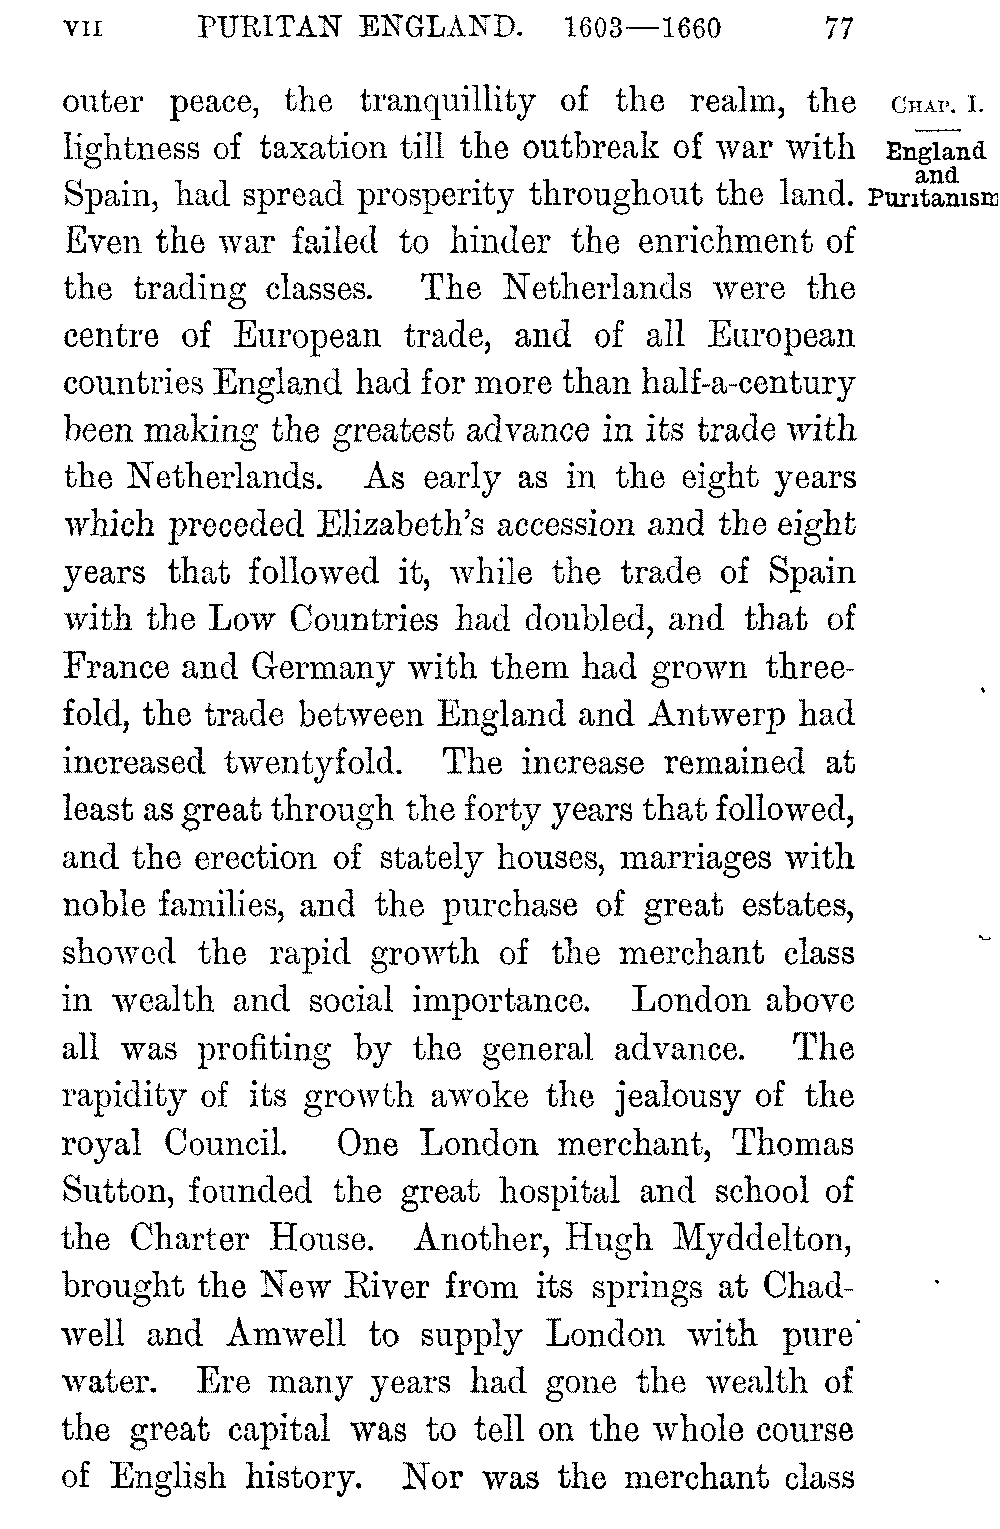 VII PURITAN ENGLAND. 1603—1660 77
CHAP. I.
England
and
Puritanism
outer peace, the tranquillity of the realm, the
lightness of taxation till the outbreak of war with
Spain, had spread prosperity throughout the land.
Even the war failed to hinder the enrichment of
the trading classes. The Netherlands were the
centre of European trade, and of all European
countries England had for more than half-a-century
been making the greatest advance in its trade with
the Netherlands. As early as in the eight years
which preceded Elizabeth's accession and the eight
years that followed it, while the trade of Spain
with the Low Countries had doubled, and that of
France and Germany with them had grown three-
fold, the trade between England and Antwerp had
increased twentyfold. The increase remained at
least as great through the forty years that followed,
and the erection of stately houses, marriages with
noble families, and the purchase of great estates,
showed the rapid growth of the merchant class
in wealth and social importance. London above
all was profiting by the general advance. The
rapidity of its growth awoke the jealousy of the
royal Council. One London merchant, Thomas
Sutton, founded the great hospital and school of
the Charter House. Another, Hugh Myddelton,
brought the New River from its springs at Chad-
well and Amwell to supply London with pure
water. Ere many years had gone the wealth of
the great capital was to tell on the whole course
of English history. Nor was the merchant class